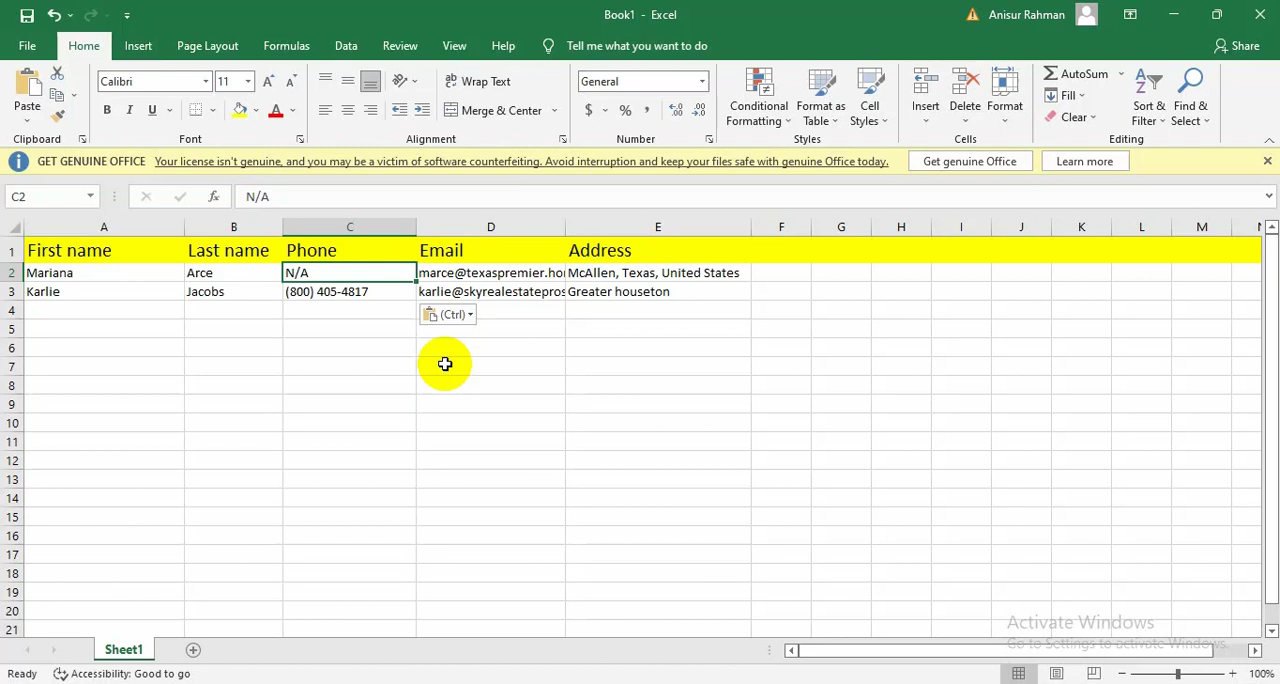 Book1 - Excel
Anisur Rahman
File Home Insert Page Layout Formulas Data Review View Help Tell me what you want to do Share
Paste
Calibri 11
B I U A
Wrap Text
Merge & Center
General
$ %
Conditional Formatting
Format as Table
Cell Styles
Insert Delete Format
AutoSum
Fill
Clear
Sort & Filter
Find & Select
Clipboard Font Alignment Number Styles Cells Editing
GET GENUINE OFFICE Your license isn't genuine, and you may be a victim of software counterfeiting. Avoid interruption and keep your files safe with genuine Office today. Get genuine Office Learn more
C2 fx N/A
A B C D E F G H I J K L M N
1 First name Last name Phone Email Address
2 Mariana Arce N/A marce@texaspremier.hor McAllen, Texas, United States
3 Karlie Jacobs (800) 405-4817 karlie@skyrealestatepros Greater houseton
4 (Ctrl)
5
6
7
8
9
10
11
12
13
14
15
16
17
18
19
20
21
Activate Windows
Go to Settings to activate Windows.
Sheet1
Ready Accessibility: Good to go 100%